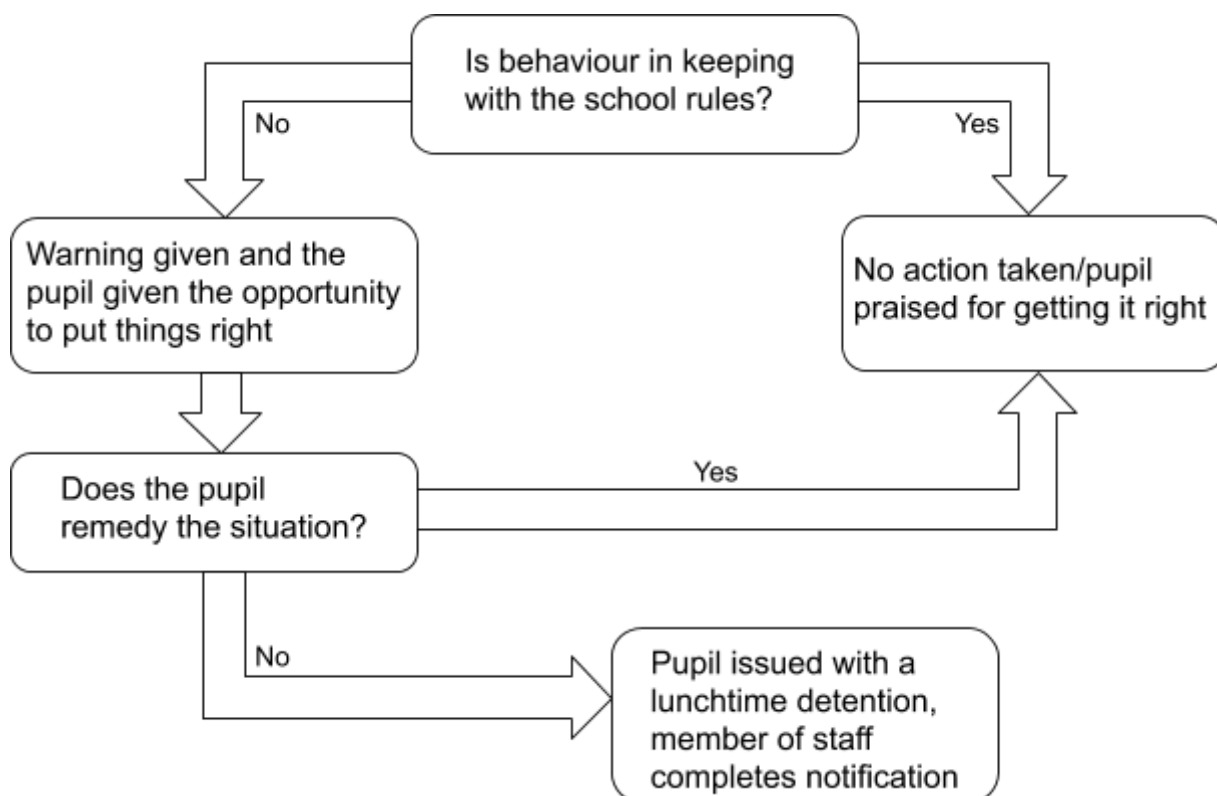 Is behaviour in keeping
with the school rules?
No
Yes
Warning given and the
pupil given the opportunity
to put things right
No action taken/pupil
praised for getting it right
Does the pupil
remedy the situation?
Yes
No
Pupil issued with a
lunchtime detention,
member of staff
completes notification